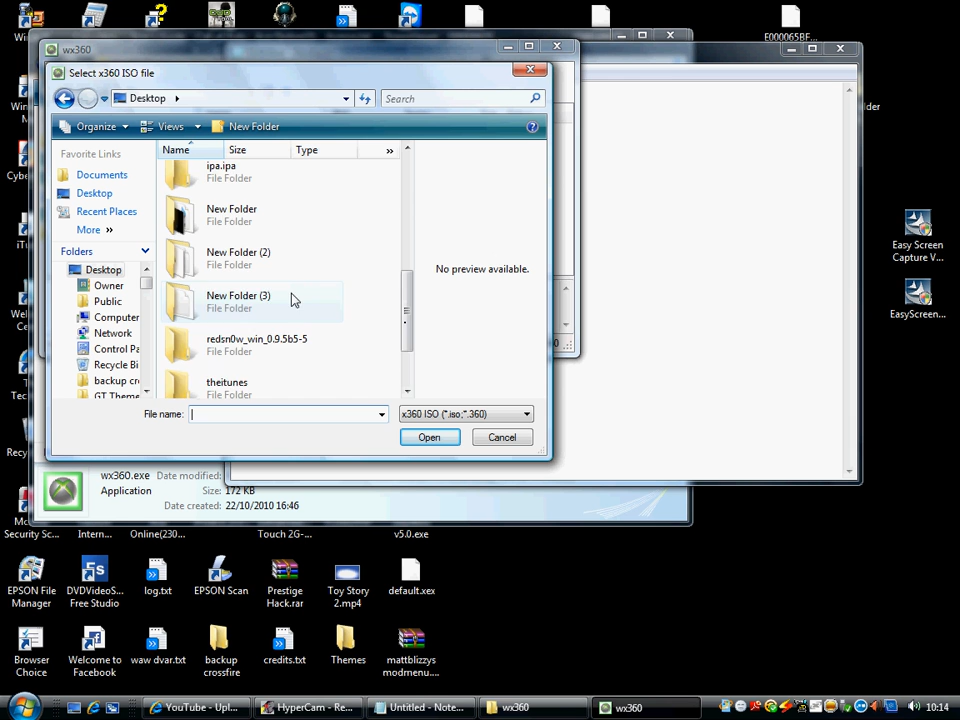 E000065BF...
wx360
Select x360 ISO file
Desktop
Search
Organize
Views
New Folder
Favorite Links
Documents
Desktop
Recent Places
More »
Folders
Desktop
Owner
Public
Computer
Network
Control Pa
Recycle Bi
backup cr
GT Theme
Name
Size
Type
»
ipa.ipa
File Folder
New Folder
File Folder
New Folder (2)
File Folder
New Folder (3)
File Folder
redsn0w_win_0.9.5b5-5
File Folder
theitunes
File Folder
No preview available.
File name:
x360 ISO (*.iso;*.360)
Open
Cancel
wx360.exe
Date modified:
Application
Size: 172 KB
Date created: 22/10/2010 16:46
Easy Screen
Capture V...
EasyScreen...
Security Sc...
Intern...
Online(230...
Touch 2G-...
v5.0.exe
EPSON File
Manager
DVDVideoS...
Free Studio
log.txt
EPSON Scan
Prestige
Hack.rar
Toy Story
2.mp4
default.xex
Browser
Choice
Welcome to
Facebook
waw dvar.txt
backup
crossfire
credits.txt
Themes
mattblizzys
modmenu....
YouTube - Upl...
HyperCam - Re...
Untitled - Note...
wx360
wx360
10:14